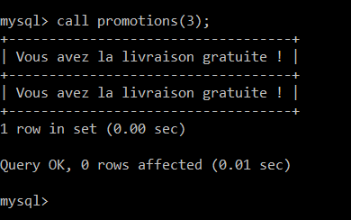 mysql> call promotions(3);
+----------------------------------+
| Vous avez la livraison gratuite ! |
+----------------------------------+
| Vous avez la livraison gratuite ! |
+----------------------------------+
1 row in set (0.00 sec)
Query OK, 0 rows affected (0.01 sec)
mysql>